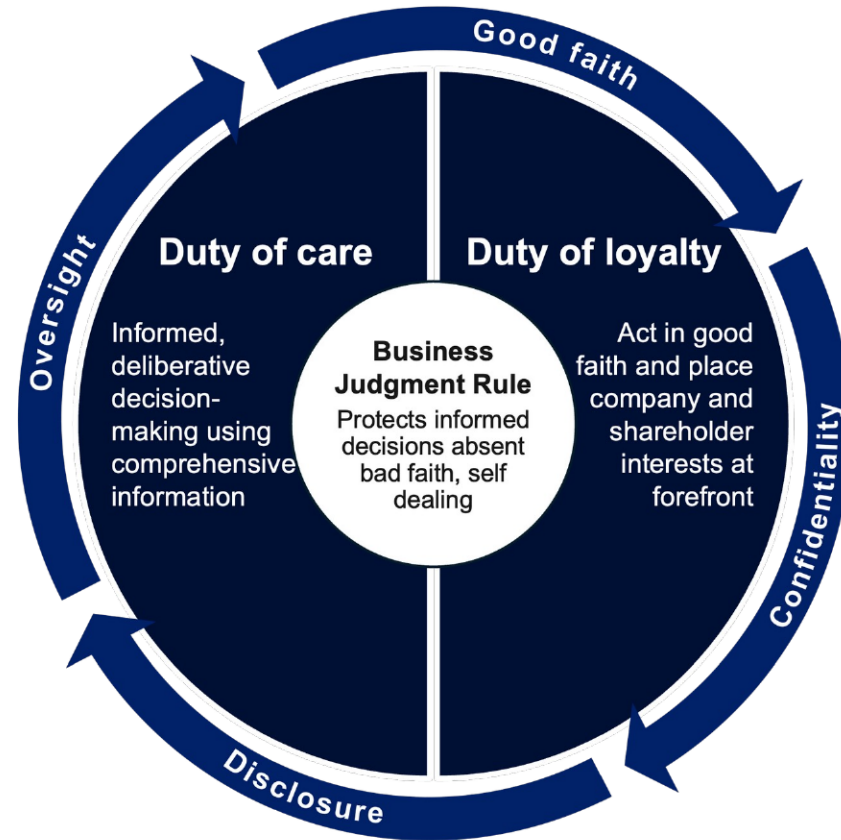 Good faith
Oversight
Duty of care
Duty of loyalty
Informed,
deliberative
decision-
making using
comprehensive
information
Business
Judgment Rule
Protects informed
decisions absent
bad faith, self
dealing
Act in good
faith and place
company and
shareholder
interests at
forefront
Confidentiality
Disclosure